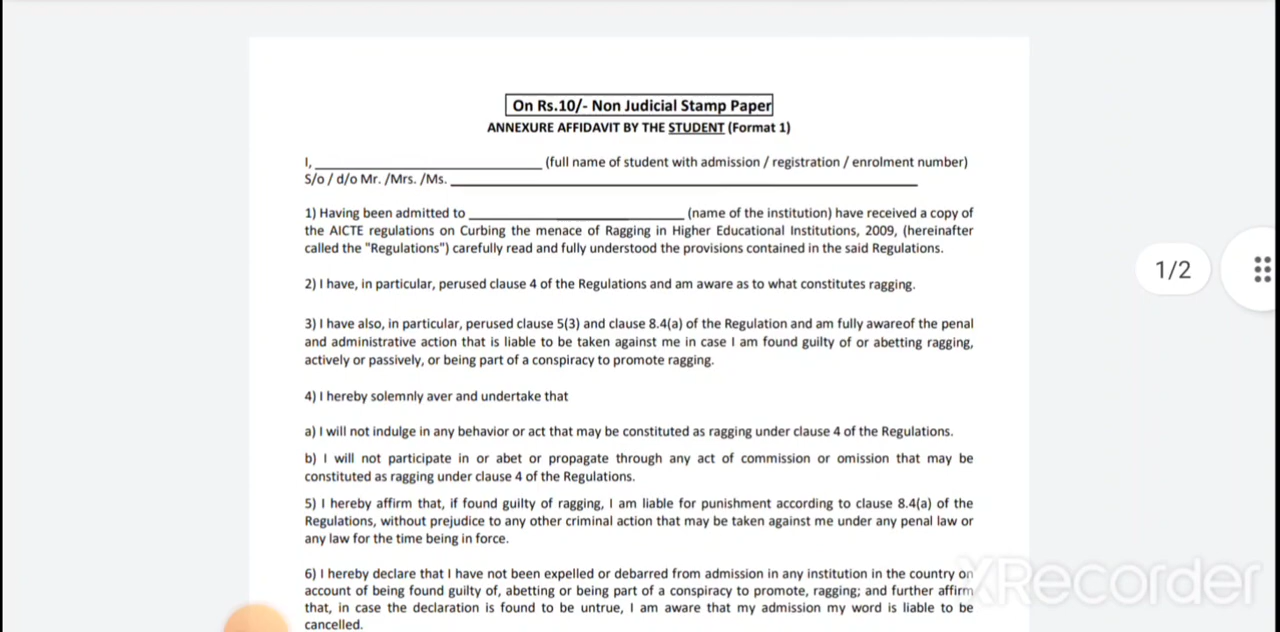 On Rs.10/- Non Judicial Stamp Paper
ANNEXURE AFFIDAVIT BY THE STUDENT (Format 1)
I, ______________________________ (full name of student with admission / registration / enrolment number)
S/o / d/o Mr. /Mrs. /Ms. ______________________________
1) Having been admitted to ______________________________ (name of the institution) have received a copy of
the AICTE regulations on Curbing the menace of Ragging in Higher Educational Institutions, 2009, (hereinafter
called the "Regulations") carefully read and fully understood the provisions contained in the said Regulations.
2) I have, in particular, perused clause 4 of the Regulations and am aware as to what constitutes ragging.
1/2
3) I have also, in particular, perused clause 5(3) and clause 8.4(a) of the Regulation and am fully awareof the penal
and administrative action that is liable to be taken against me in case I am found guilty of or abetting ragging,
actively or passively, or being part of a conspiracy to promote ragging.
4) I hereby solemnly aver and undertake that
a) I will not indulge in any behavior or act that may be constituted as ragging under clause 4 of the Regulations.
b) I will not participate in or abet or propagate through any act of commission or omission that may be
constituted as ragging under clause 4 of the Regulations.
5) I hereby affirm that, if found guilty of ragging, I am liable for punishment according to clause 8.4(a) of the
Regulations, without prejudice to any other criminal action that may be taken against me under any penal law or
any law for the time being in force.
6) I hereby declare that I have not been expelled or debarred from admission in any institution in the country on
account of being found guilty of, abetting or being part of a conspiracy to promote, ragging; and further affirm
that, in case the declaration is found to be untrue, I am aware that my admission my word is liable to be
cancelled.
XRecorder